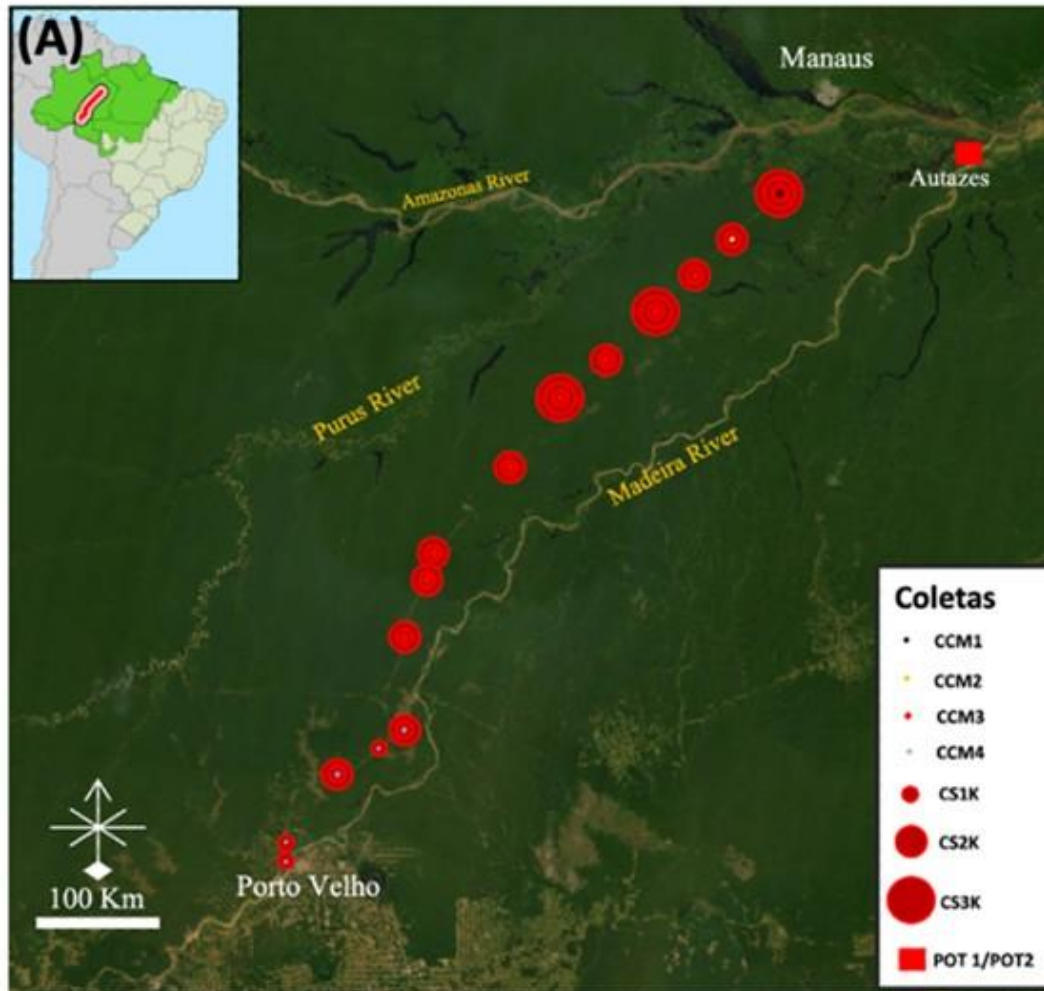 (A)
Manaus
Amazonas River
Autazes
Purus River
Madeira River
Porto Velho
100 Km
Coletas
CCM1
CCM2
CCM3
CCM4
CS1K
CS2K
CS3K
POT 1/POT2